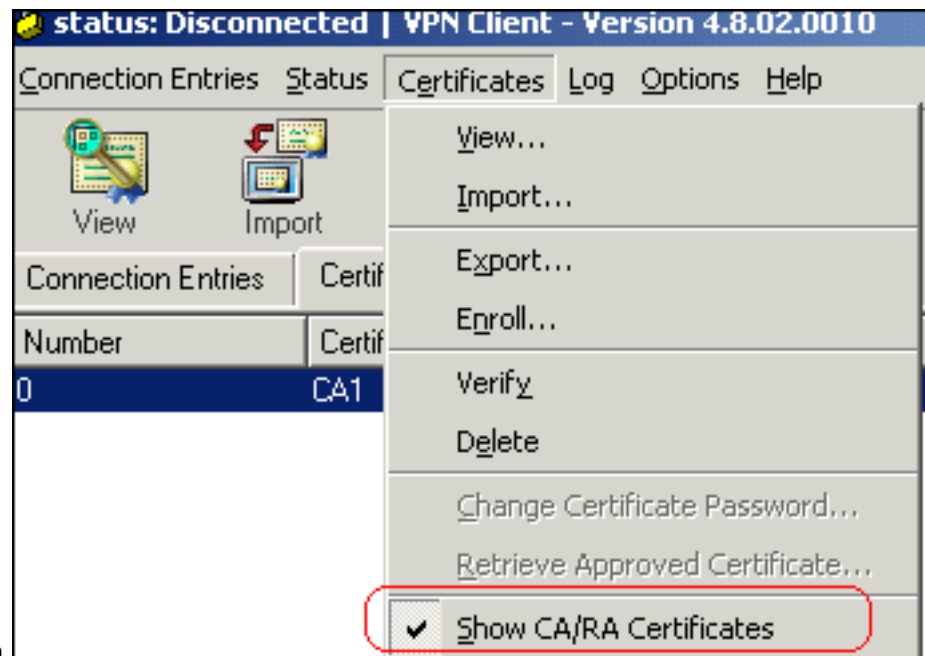 status: Disconnected | VPN Client - Version 4.8.02.0010
Connection Entries Status Certificates Log Options Help
View Import
Connection Entries Certif
Number Certif
0 CA1
View...
Import...
Export...
Enroll...
Verify
Delete
Change Certificate Password...
Retrieve Approved Certificate...
Show CA/RA Certificates